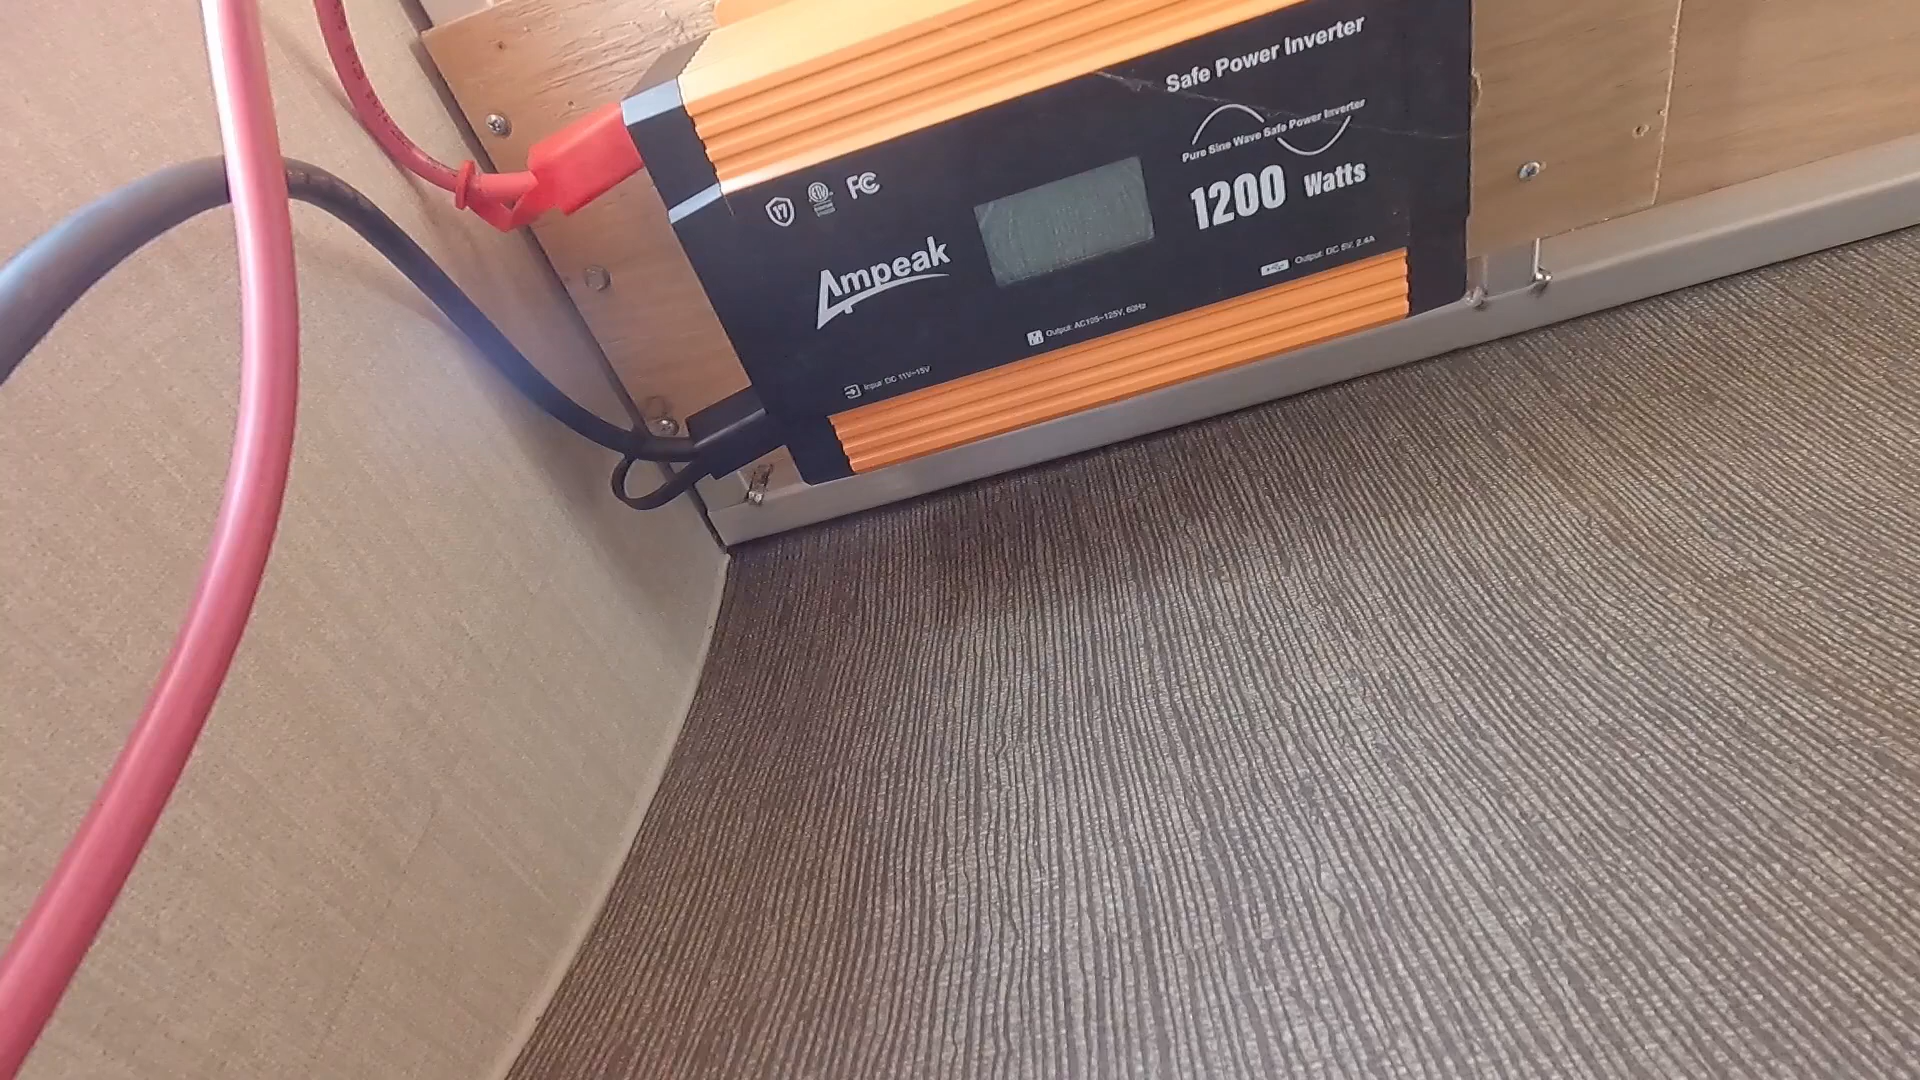 Safe Power Inverter
Pure Sine Wave Safe Power Inverter
1200 Watts
17
FC
Ampeak
Output: DC 5V, 2.4A
Output: AC105~125V, 60Hz
Input: DC 11V~15V